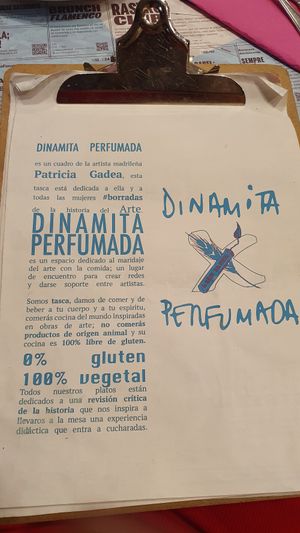 BRUNCH
FLAMENCO
SIEMPRE
DINAMITA PERFUMADA
es un cuadro de la artista madrileña
Patricia Gadea, esta
tasca está dedicada a ella y a
todas las mujeres #borradas
de la historia del Arte.
DINAMITA
PERFUMADA
es un espacio dedicado al maridaje
del arte con la comida; un lugar
de encuentro para crear redes
y darse soporte entre artistas.
Somos tasca, damos de comer y de
beber a tu cuerpo y a tu espíritu,
comerás cocina del mundo inspiradas
en obras de arte; no comerás
productos de origen animal y su
cocina es 100% libre de gluten.
0% gluten
100% vegetal
Todos nuestros platos están
dedicados a una revisión crítica
de la historia que nos inspira a
llevaros a la mesa una experiencia
didáctica que entra a cucharadas.
DINAMITA
PERFUMADA